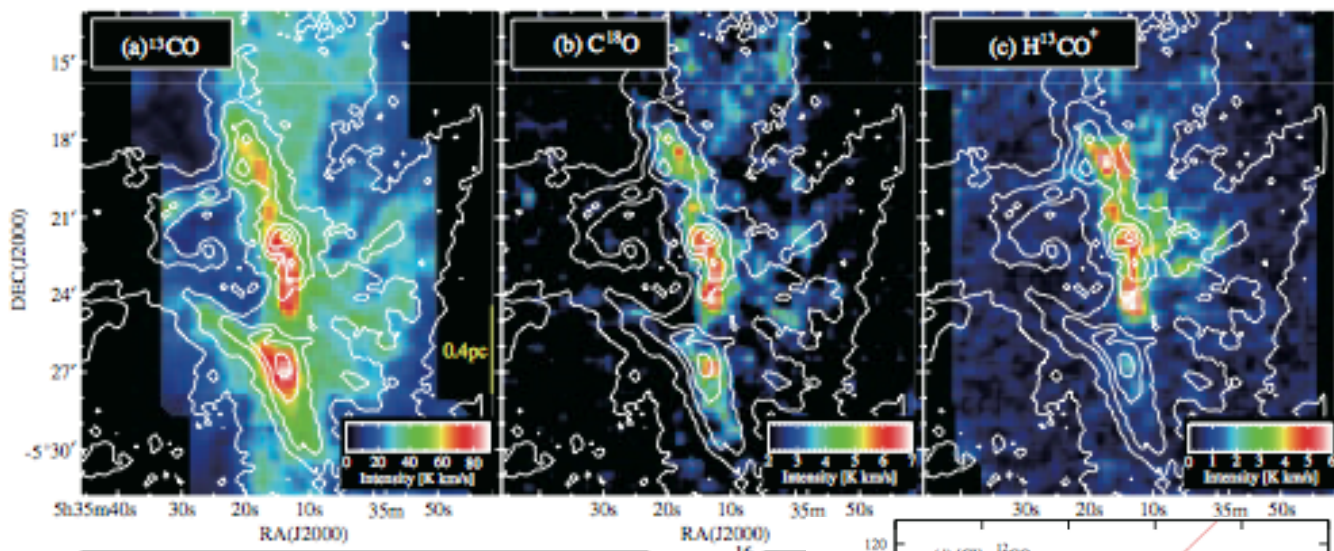 (a)¹³CO
(b) C¹⁸O
(c) H¹³CO⁺
15′
18′
21′
24′
27′
-5°30′
DEC(J2000)
0.4pc
0 20 40 60 80
Intensity [K km/s]
2 3 4 5 6 7
Intensity [K km/s]
0 1 2 3 4 5 6
Intensity [K km/s]
5h35m40s 30s 20s 10s 35m 50s
30s 20s 10s 35m 50s
30s 20s 10s 35m 50s
RA(J2000)
RA(J2000)
120